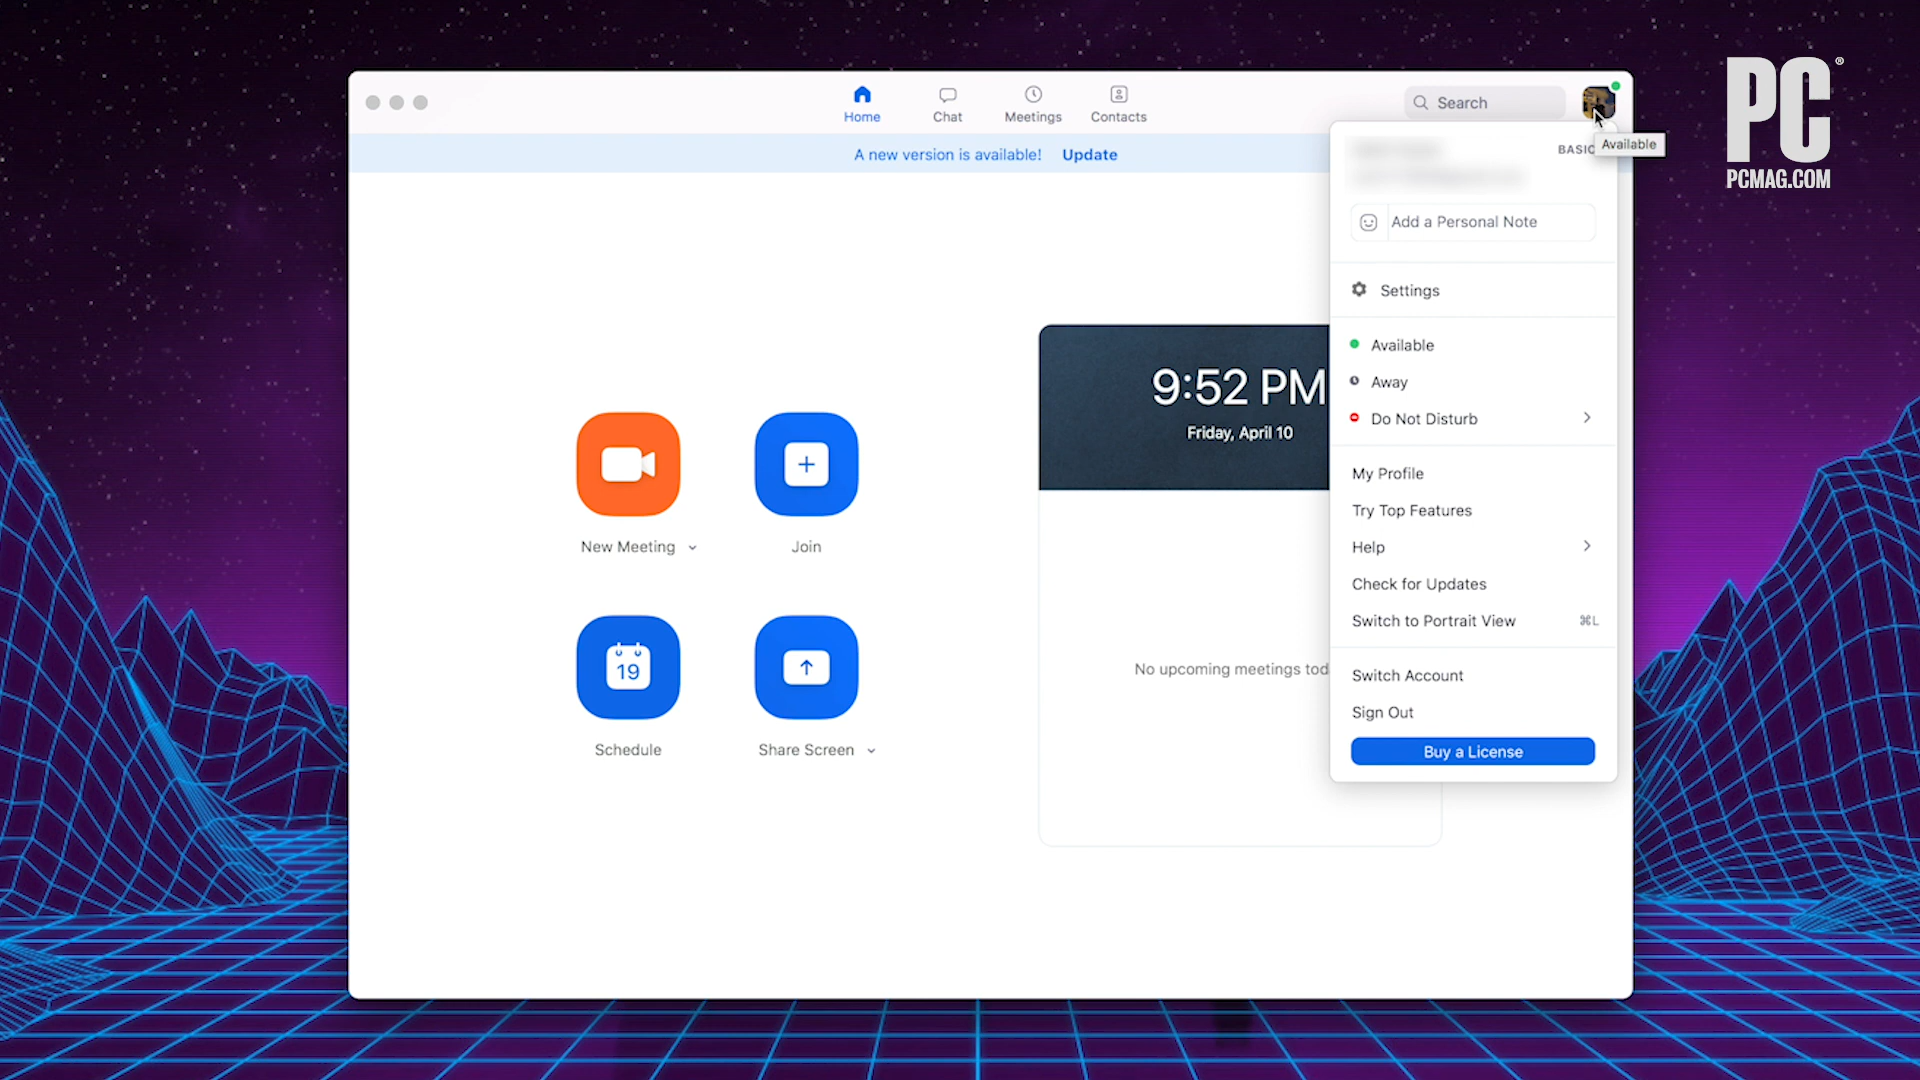 PC®
PCMAG.COM
Home
Chat
Meetings
Contacts
Search
A new version is available! Update
BASIC
Available
Add a Personal Note
Settings
Available
Away
Do Not Disturb
My Profile
Try Top Features
Help
Check for Updates
Switch to Portrait View ⌘L
Switch Account
Sign Out
Buy a License
9:52 PM
Friday, April 10
No upcoming meetings
New Meeting
Join
19
Schedule
Share Screen